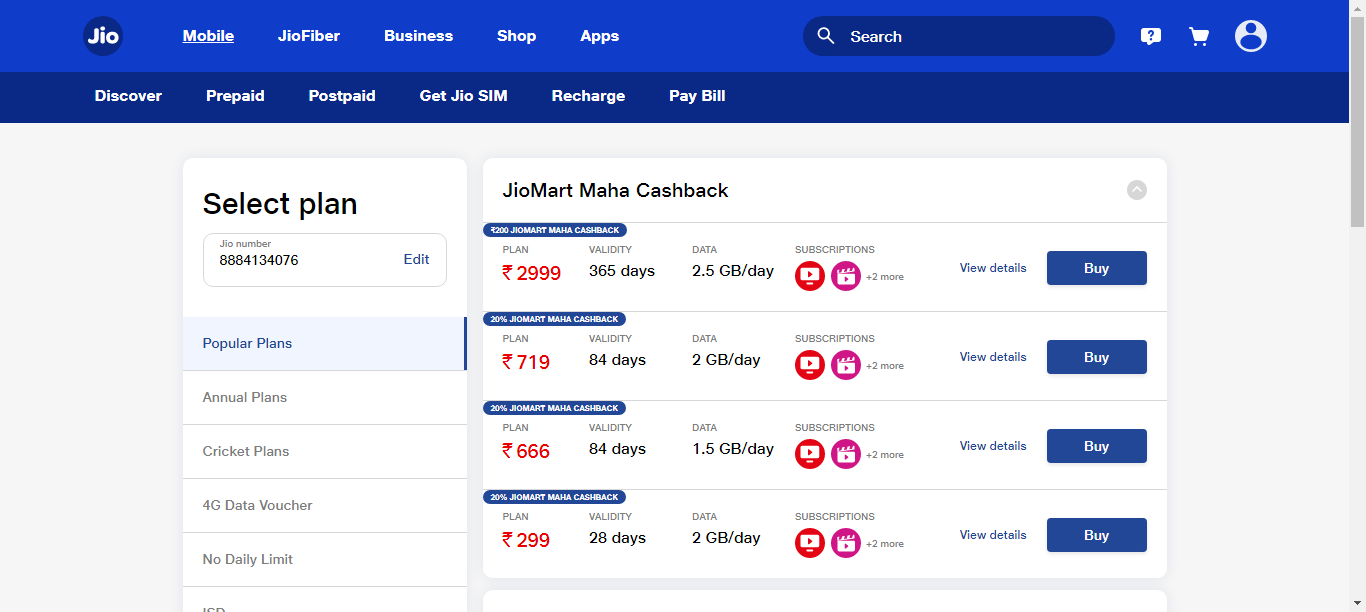 Jio Mobile JioFiber Business Shop Apps Search
Discover Prepaid Postpaid Get Jio SIM Recharge Pay Bill
Select plan
Jio number
8884134076 Edit
Popular Plans
Annual Plans
Cricket Plans
4G Data Voucher
No Daily Limit
ISD
JioMart Maha Cashback
₹200 JIOMART MAHA CASHBACK
PLAN VALIDITY DATA SUBSCRIPTIONS
₹ 2999 365 days 2.5 GB/day +2 more View details Buy
20% JIOMART MAHA CASHBACK
PLAN VALIDITY DATA SUBSCRIPTIONS
₹ 719 84 days 2 GB/day +2 more View details Buy
20% JIOMART MAHA CASHBACK
PLAN VALIDITY DATA SUBSCRIPTIONS
₹ 666 84 days 1.5 GB/day +2 more View details Buy
20% JIOMART MAHA CASHBACK
PLAN VALIDITY DATA SUBSCRIPTIONS
₹ 299 28 days 2 GB/day +2 more View details Buy